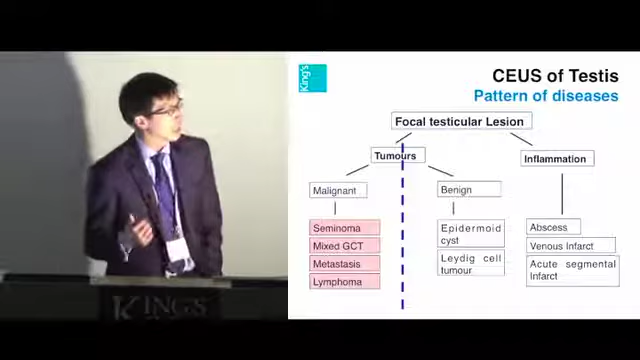 King's
CEUS of Testis
Pattern of diseases
Focal testicular Lesion
Tumours
Inflammation
Malignant
Benign
Seminoma
Mixed GCT
Metastasis
Lymphoma
Epidermoid
cyst
Leydig cell
tumour
Abscess
Venous Infarct
Acute segmental
Infarct
KING'S